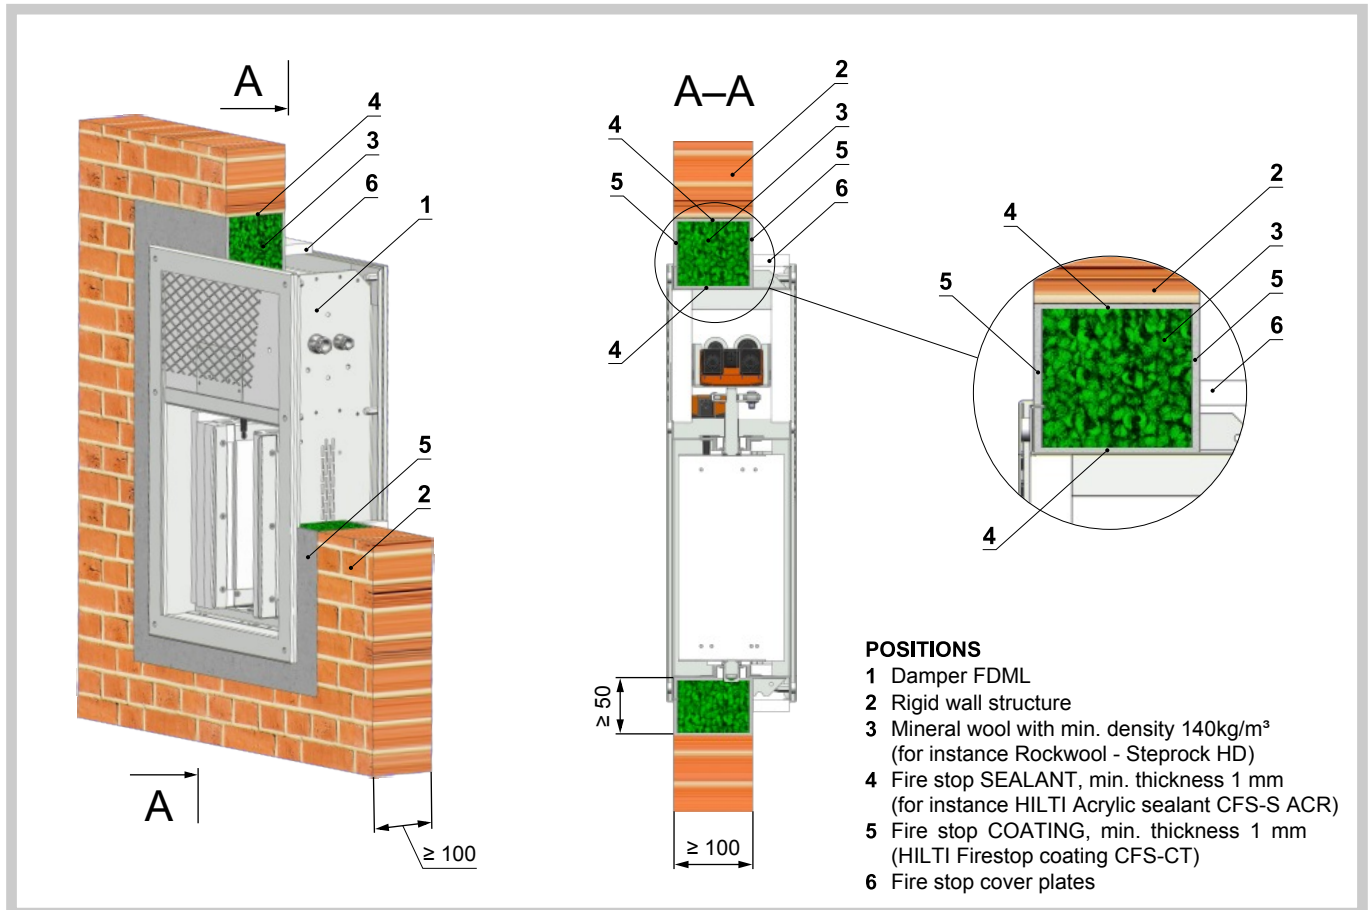 A
4
3
6
1
5
2
A
≥ 100
A–A
2
3
5
6
4
5
4
≥ 50
≥ 100
2
4
3
5
5
6
4
POSITIONS
1 Damper FDML
2 Rigid wall structure
3 Mineral wool with min. density 140kg/m³
(for instance Rockwool - Steprock HD)
4 Fire stop SEALANT, min. thickness 1 mm
(for instance HILTI Acrylic sealant CFS-S ACR)
5 Fire stop COATING, min. thickness 1 mm
(HILTI Firestop coating CFS-CT)
6 Fire stop cover plates